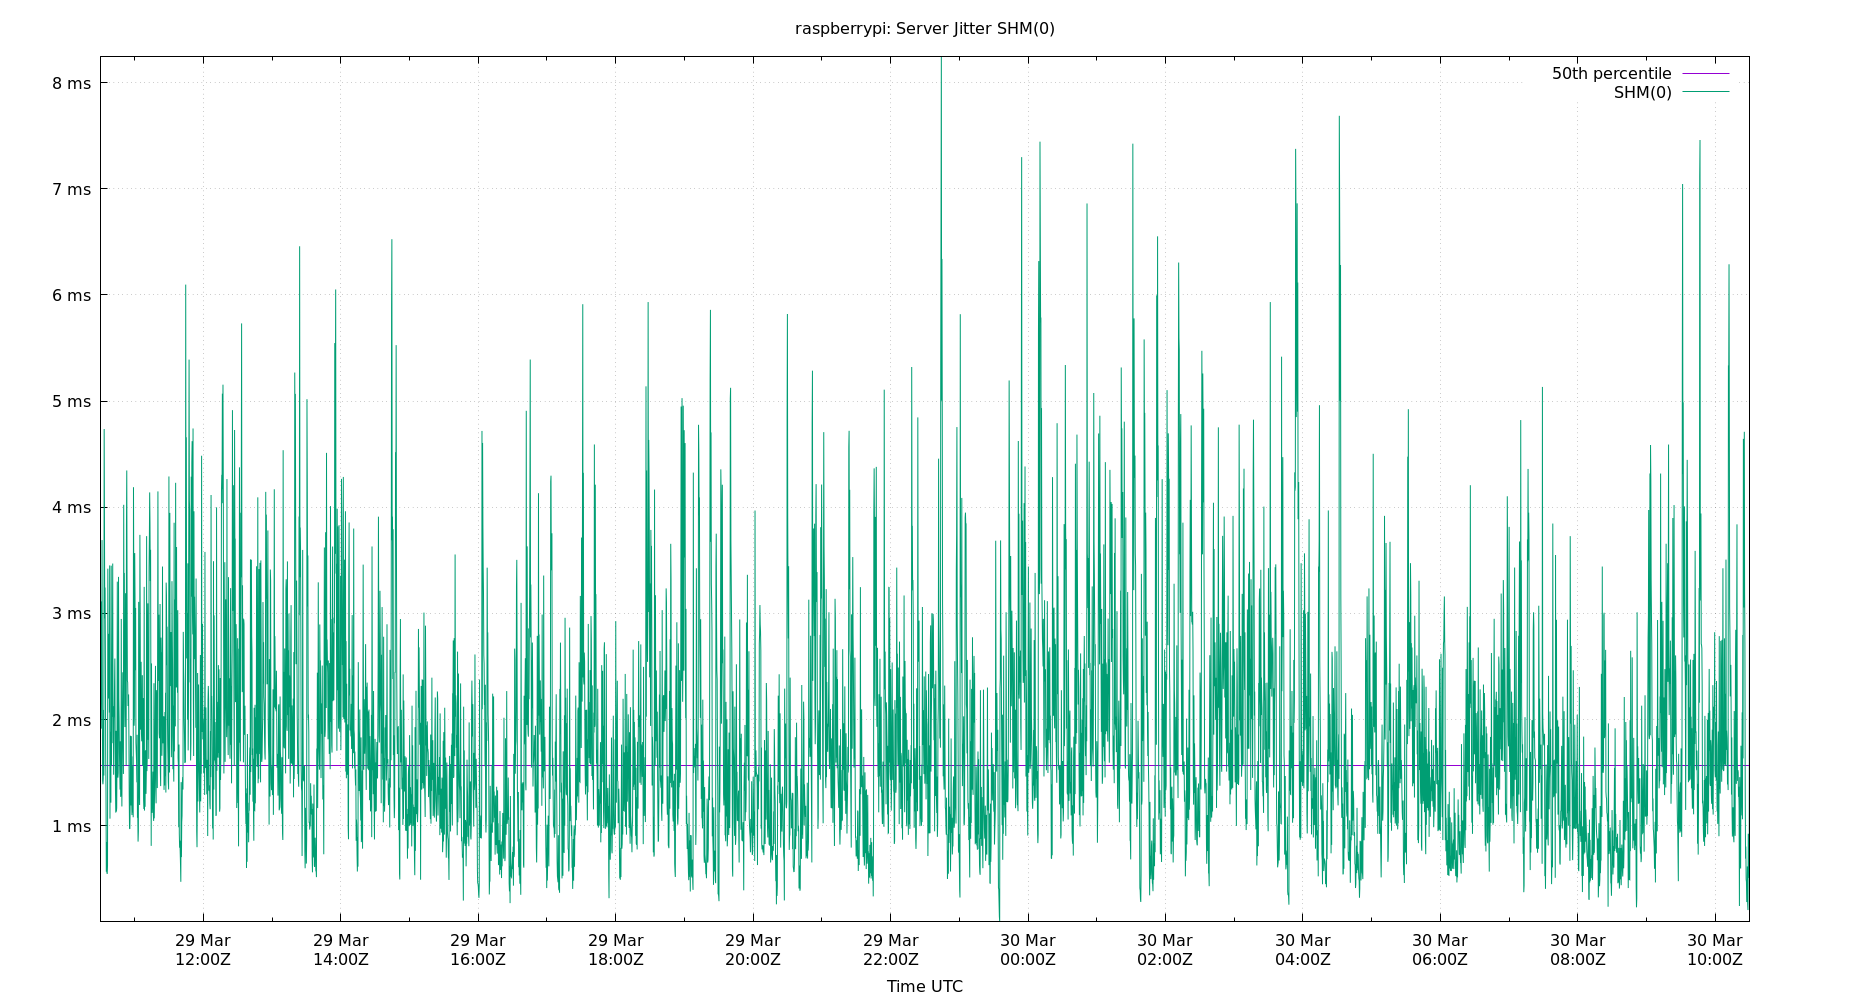 raspberrypi: Server Jitter SHM(0)
50th percentile
SHM(0)
8 ms
7 ms
6 ms
5 ms
4 ms
3 ms
2 ms
1 ms
29 Mar 29 Mar 29 Mar 29 Mar 29 Mar 29 Mar 30 Mar 30 Mar 30 Mar 30 Mar 30 Mar 30 Mar
12:00Z 14:00Z 16:00Z 18:00Z 20:00Z 22:00Z 00:00Z 02:00Z 04:00Z 06:00Z 08:00Z 10:00Z
Time UTC